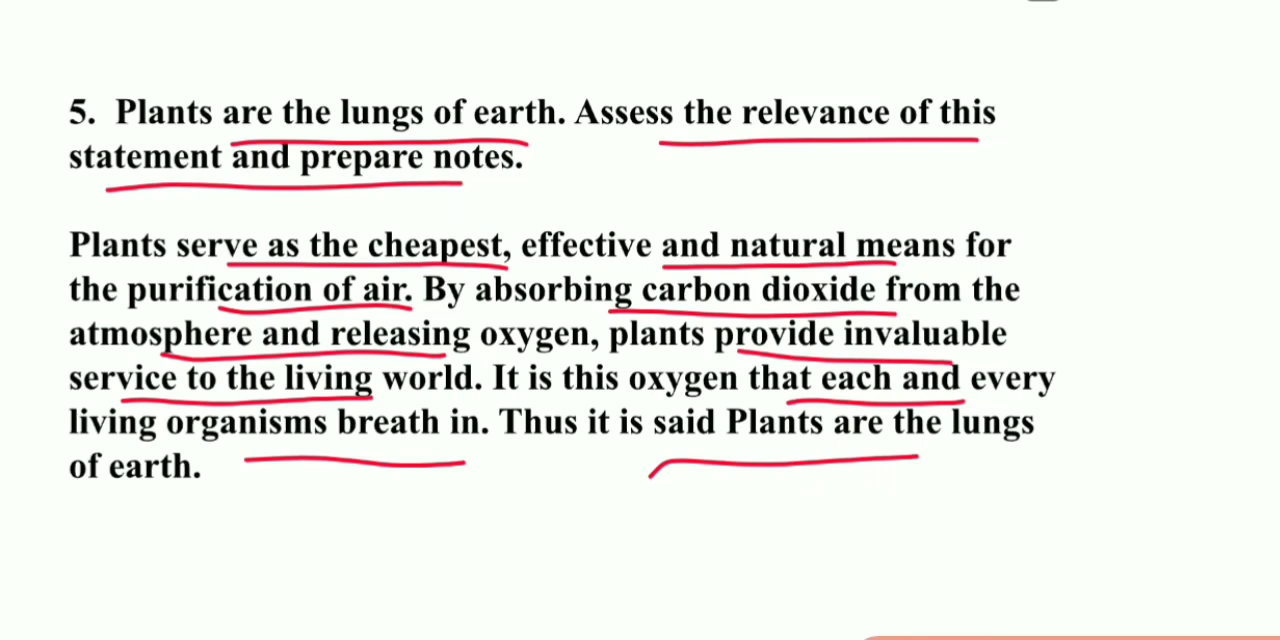 5. Plants are the lungs of earth. Assess the relevance of this
statement and prepare notes.
Plants serve as the cheapest, effective and natural means for
the purification of air. By absorbing carbon dioxide from the
atmosphere and releasing oxygen, plants provide invaluable
service to the living world. It is this oxygen that each and every
living organisms breath in. Thus it is said Plants are the lungs
of earth.